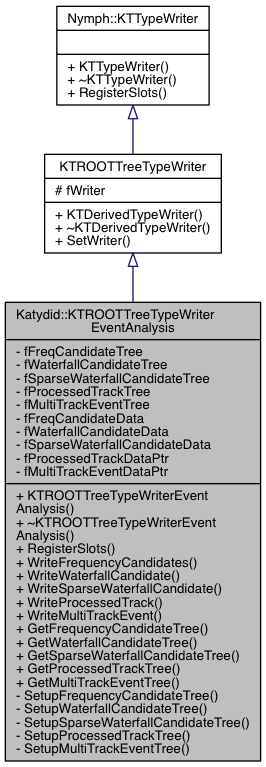 Nymph::KTTypeWriter
+ KTTypeWriter()
+ ~KTTypeWriter()
+ RegisterSlots()
KTROOTTreeTypeWriter
# fWriter
+ KTDerivedTypeWriter()
+ ~KTDerivedTypeWriter()
+ SetWriter()
Katydid::KTROOTTreeTypeWriter
EventAnalysis
- fFreqCandidateTree
- fWaterfallCandidateTree
- fSparseWaterfallCandidateTree
- fProcessedTrackTree
- fMultiTrackEventTree
- fFreqCandidateData
- fWaterfallCandidateData
- fSparseWaterfallCandidateData
- fProcessedTrackDataPtr
- fMultiTrackEventDataPtr
+ KTROOTTreeTypeWriterEvent
Analysis()
+ ~KTROOTTreeTypeWriterEvent
Analysis()
+ RegisterSlots()
+ WriteFrequencyCandidates()
+ WriteWaterfallCandidate()
+ WriteSparseWaterfallCandidate()
+ WriteProcessedTrack()
+ WriteMultiTrackEvent()
+ GetFrequencyCandidateTree()
+ GetWaterfallCandidateTree()
+ GetSparseWaterfallCandidateTree()
+ GetProcessedTrackTree()
+ GetMultiTrackEventTree()
- SetupFrequencyCandidateTree()
- SetupWaterfallCandidateTree()
- SetupSparseWaterfallCandidateTree()
- SetupProcessedTrackTree()
- SetupMultiTrackEventTree()